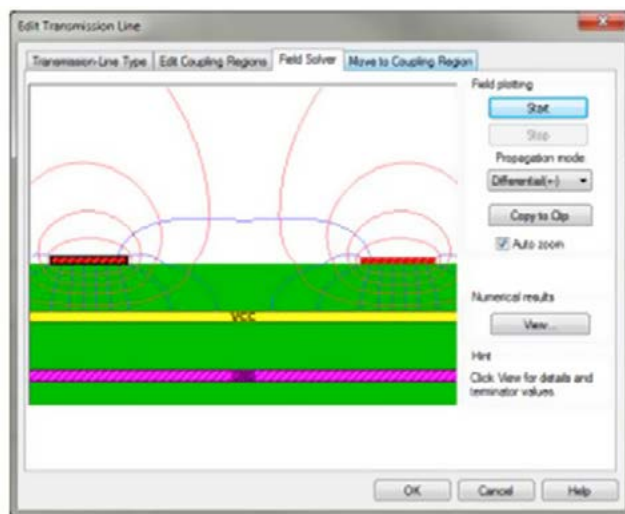 Edit Transmission Line
Transmission-Line Type
Edit Coupling Regions
Field Solver
Move to Coupling Region
Field plotting
Start
Stop
Propagation mode
Differential(+-)
Copy to Clip
Auto zoom
Numerical results
View...
Hint
Click View for details and
terminator values
VCC
OK
Cancel
Help